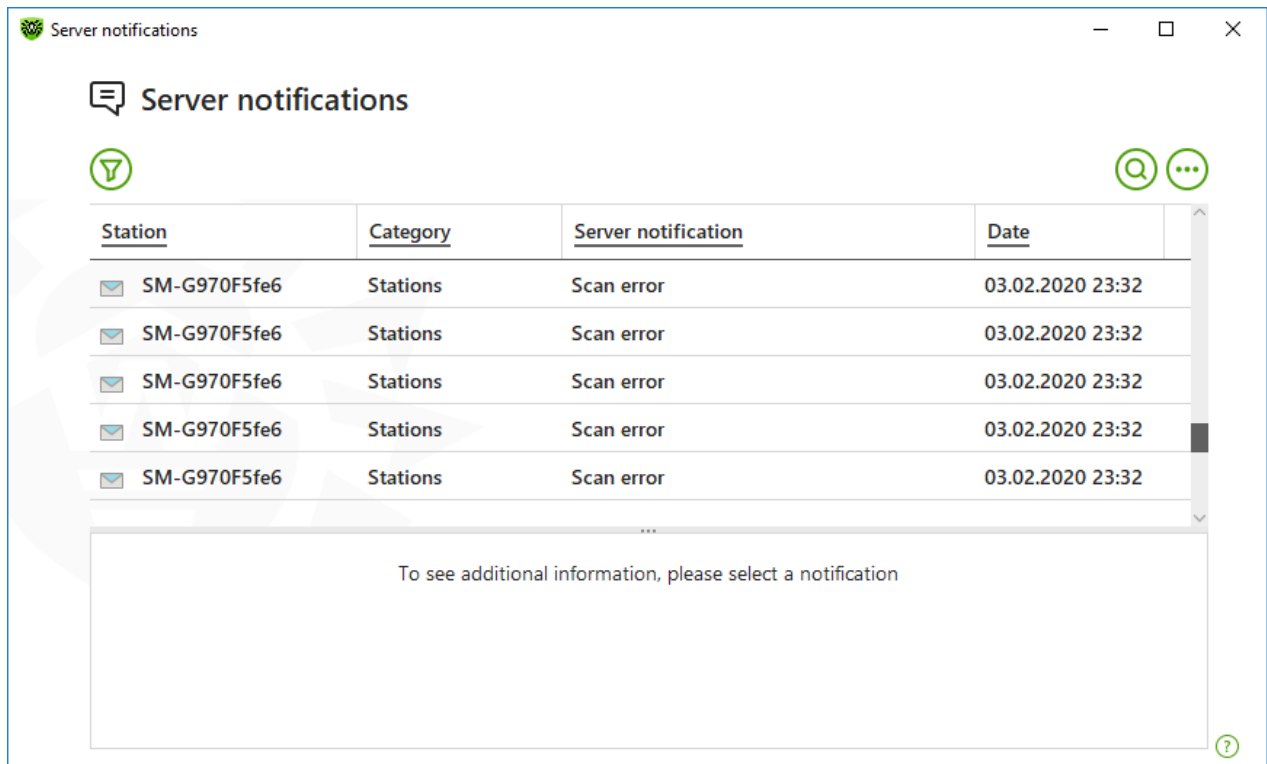 Server notifications
Server notifications
Station Category Server notification Date
SM-G970F5fe6 Stations Scan error 03.02.2020 23:32
SM-G970F5fe6 Stations Scan error 03.02.2020 23:32
SM-G970F5fe6 Stations Scan error 03.02.2020 23:32
SM-G970F5fe6 Stations Scan error 03.02.2020 23:32
SM-G970F5fe6 Stations Scan error 03.02.2020 23:32
To see additional information, please select a notification
?